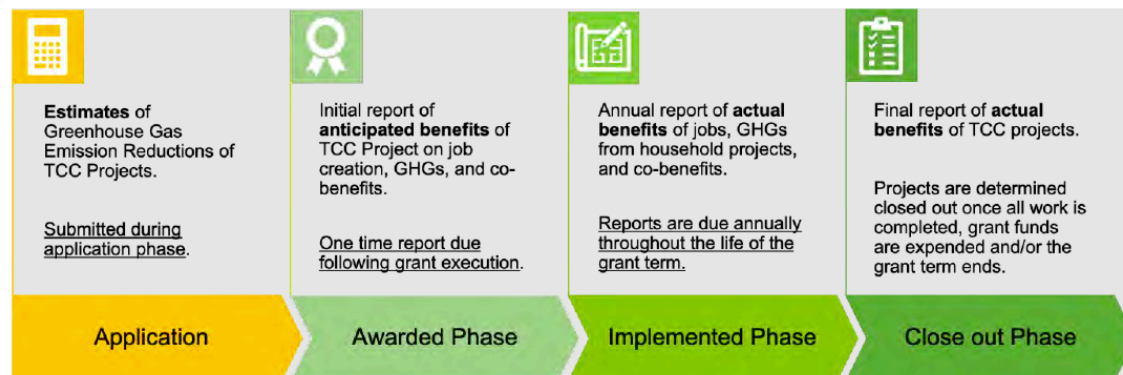 Estimates of
Greenhouse Gas
Emission Reductions of
TCC Projects.
Submitted during
application phase.
Application
Initial report of
anticipated benefits of
TCC Project on job
creation, GHGs, and co-
benefits.
One time report due
following grant execution.
Awarded Phase
Annual report of actual
benefits of jobs, GHGs
from household projects,
and co-benefits.
Reports are due annually
throughout the life of the
grant term.
Implemented Phase
Final report of actual
benefits of TCC projects.
Projects are determined
closed out once all work is
completed, grant funds
are expended and/or the
grant term ends.
Close out Phase